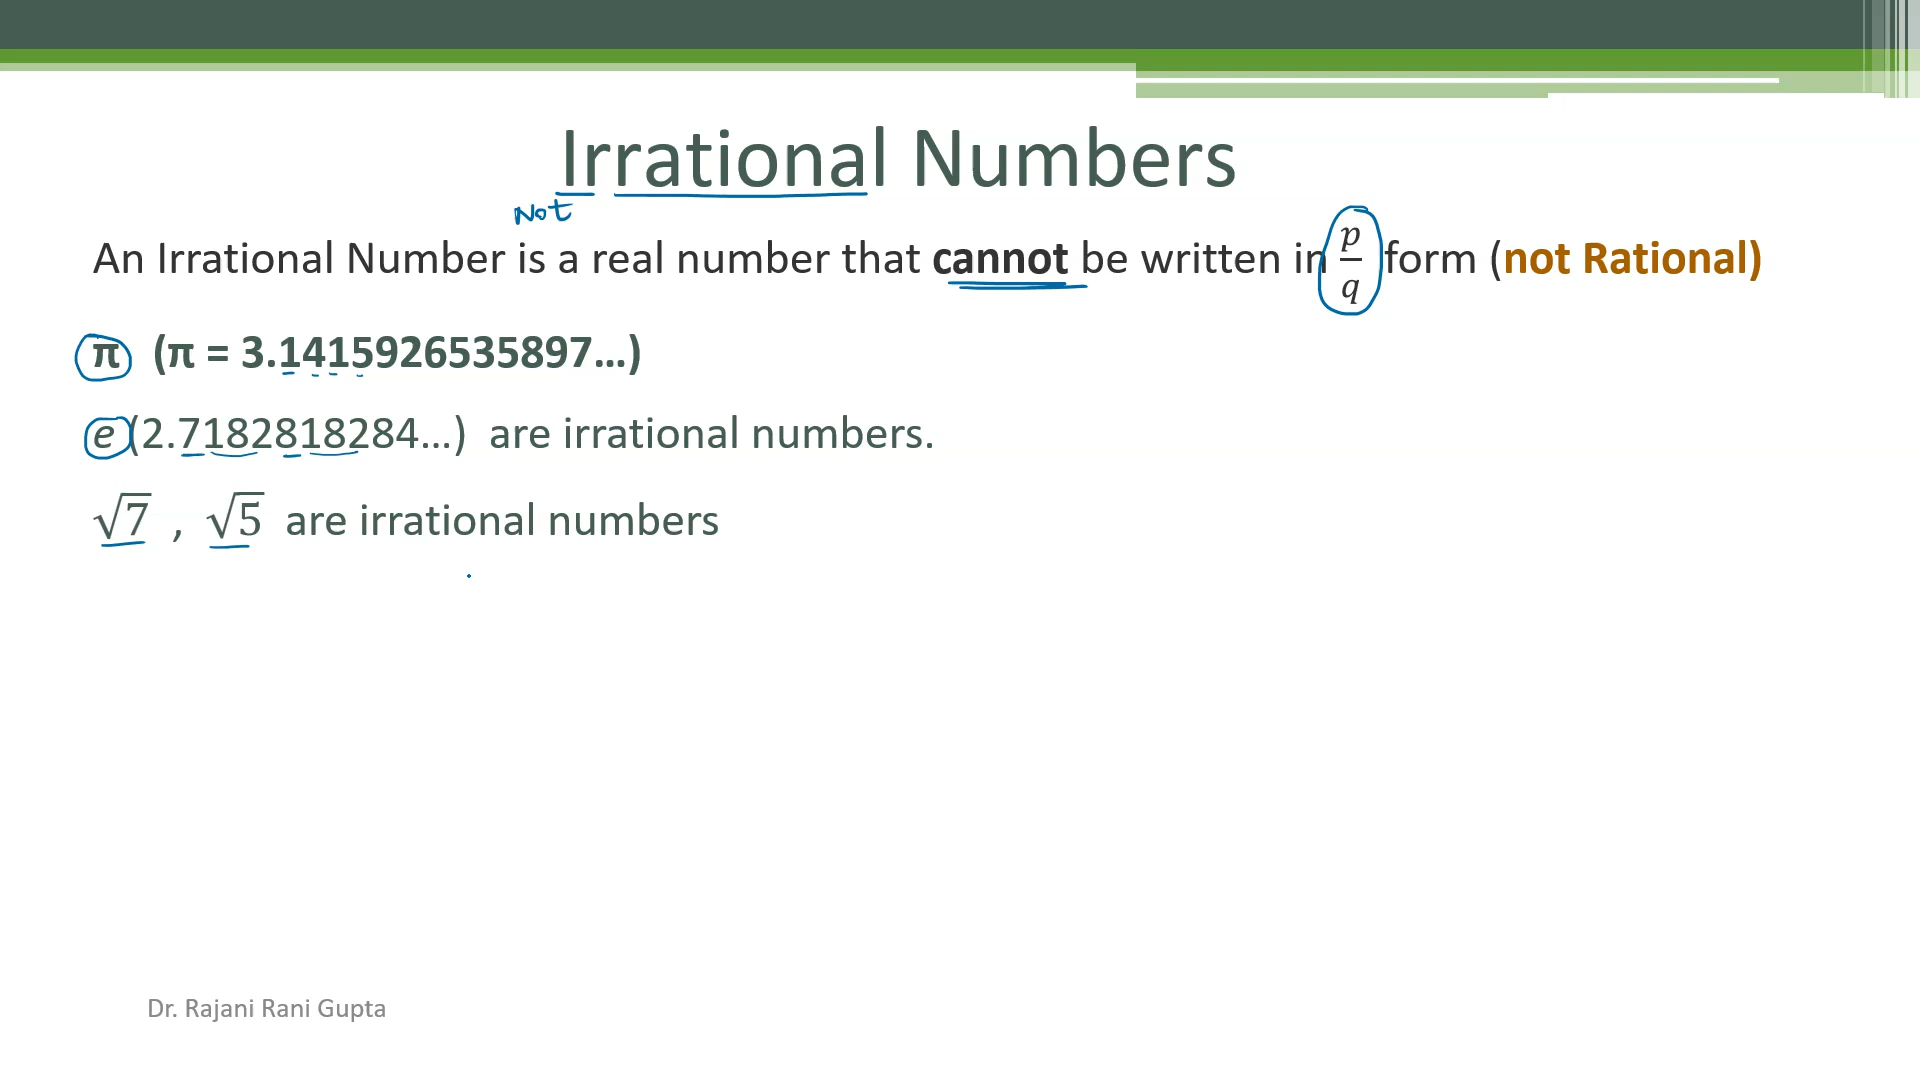 Irrational Numbers
Not
An Irrational Number is a real number that cannot be written in p/q form (not Rational)
π (π = 3.1415926535897...)
e (2.7182818284...) are irrational numbers.
√7 , √5 are irrational numbers
Dr. Rajani Rani Gupta